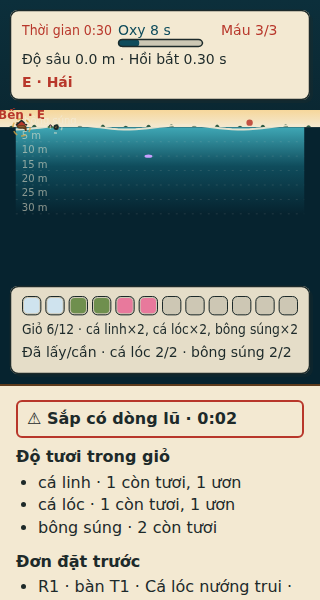 Thời gian 0:30 Oxy 8 s Máu 3/3
Độ sâu 0.0 m · Hồi bắt 0.30 s
E · Hái
Bến · E
5 m
10 m
15 m
20 m
25 m
30 m
Giỏ 6/12 · cá linh×2, cá lóc×2, bông súng×2
Đã lấy/cần · cá lóc 2/2 · bông súng 2/2
⚠ Sắp có dòng lũ · 0:02
Độ tươi trong giỏ
• cá linh · 1 còn tươi, 1 ươn
• cá lóc · 1 còn tươi, 1 ươn
• bông súng · 2 còn tươi
Đơn đặt trước
• R1 · bàn T1 · Cá lóc nướng trui ·